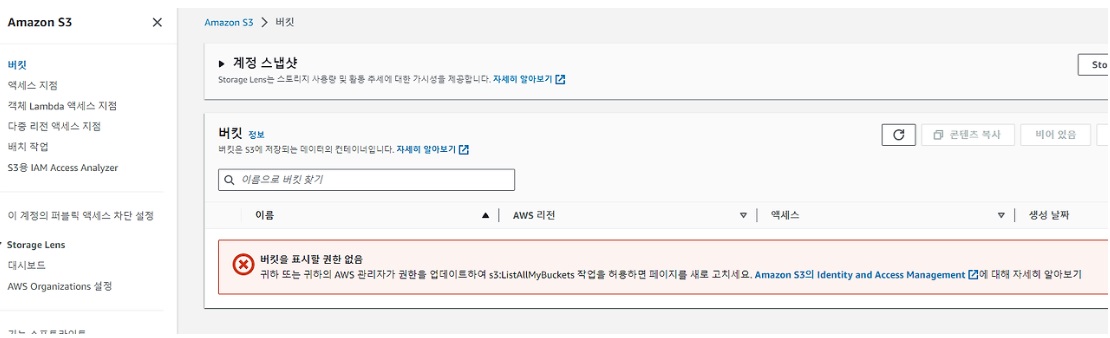 Amazon S3
버킷
액세스 지점
객체 Lambda 액세스 지점
다중 리전 액세스 지점
배치 작업
S3용 IAM Access Analyzer
이 계정의 퍼블릭 액세스 차단 설정
Storage Lens
대시보드
AWS Organizations 설정
Amazon S3 > 버킷
계정 스냅샷
Storage Lens는 스토리지 사용량 및 활동 추세에 대한 가시성을 제공합니다. 자세히 알아보기
Sto
버킷 정보
버킷은 S3에 저장되는 데이터의 컨테이너입니다. 자세히 알아보기
콘텐츠 복사 비어 있음
이름으로 버킷 찾기
이름 AWS 리전 액세스 생성 날짜
버킷을 표시할 권한 없음
귀하 또는 귀하의 AWS 관리자가 권한을 업데이트하여 s3:ListAllMyBuckets 작업을 허용하면 페이지를 새로 고치세요. Amazon S3의 Identity and Access Management에 대해 자세히 알아보기